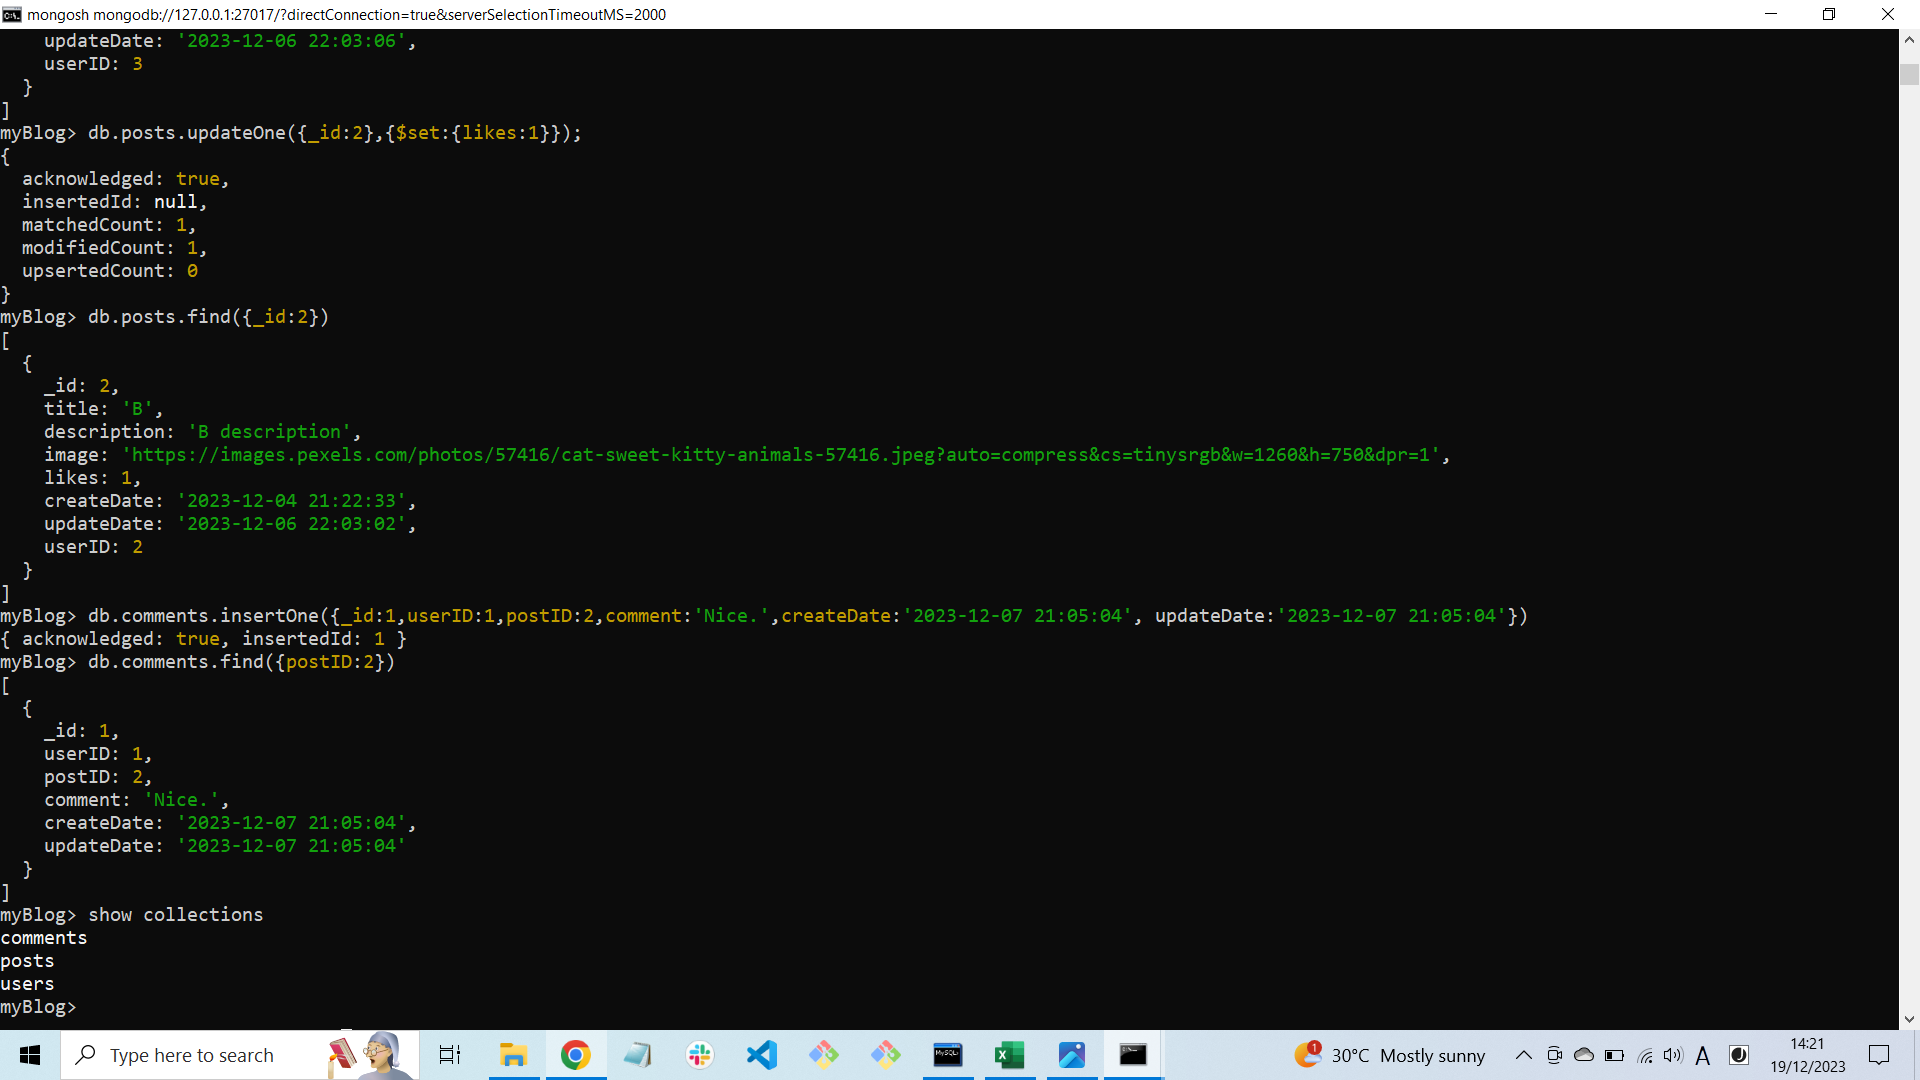 mongosh mongodb://127.0.0.1:27017/?directConnection=true&serverSelectionTimeoutMS=2000
    updateDate: '2023-12-06 22:03:06',
    userID: 3
  }
]
myBlog> db.posts.updateOne({_id:2},{$set:{likes:1}});
{
  acknowledged: true,
  insertedId: null,
  matchedCount: 1,
  modifiedCount: 1,
  upsertedCount: 0
}
myBlog> db.posts.find({_id:2})
[
  {
    _id: 2,
    title: 'B',
    description: 'B description',
    image: 'https://images.pexels.com/photos/57416/cat-sweet-kitty-animals-57416.jpeg?auto=compress&cs=tinysrgb&w=1260&h=750&dpr=1',
    likes: 1,
    createDate: '2023-12-04 21:22:33',
    updateDate: '2023-12-06 22:03:02',
    userID: 2
  }
]
myBlog> db.comments.insertOne({_id:1,userID:1,postID:2,comment:'Nice.',createDate:'2023-12-07 21:05:04', updateDate:'2023-12-07 21:05:04'})
{ acknowledged: true, insertedId: 1 }
myBlog> db.comments.find({postID:2})
[
  {
    _id: 1,
    userID: 1,
    postID: 2,
    comment: 'Nice.',
    createDate: '2023-12-07 21:05:04',
    updateDate: '2023-12-07 21:05:04'
  }
]
myBlog> show collections
comments
posts
users
myBlog>
Type here to search
MySQL
1
30°C Mostly sunny
A
14:21
19/12/2023